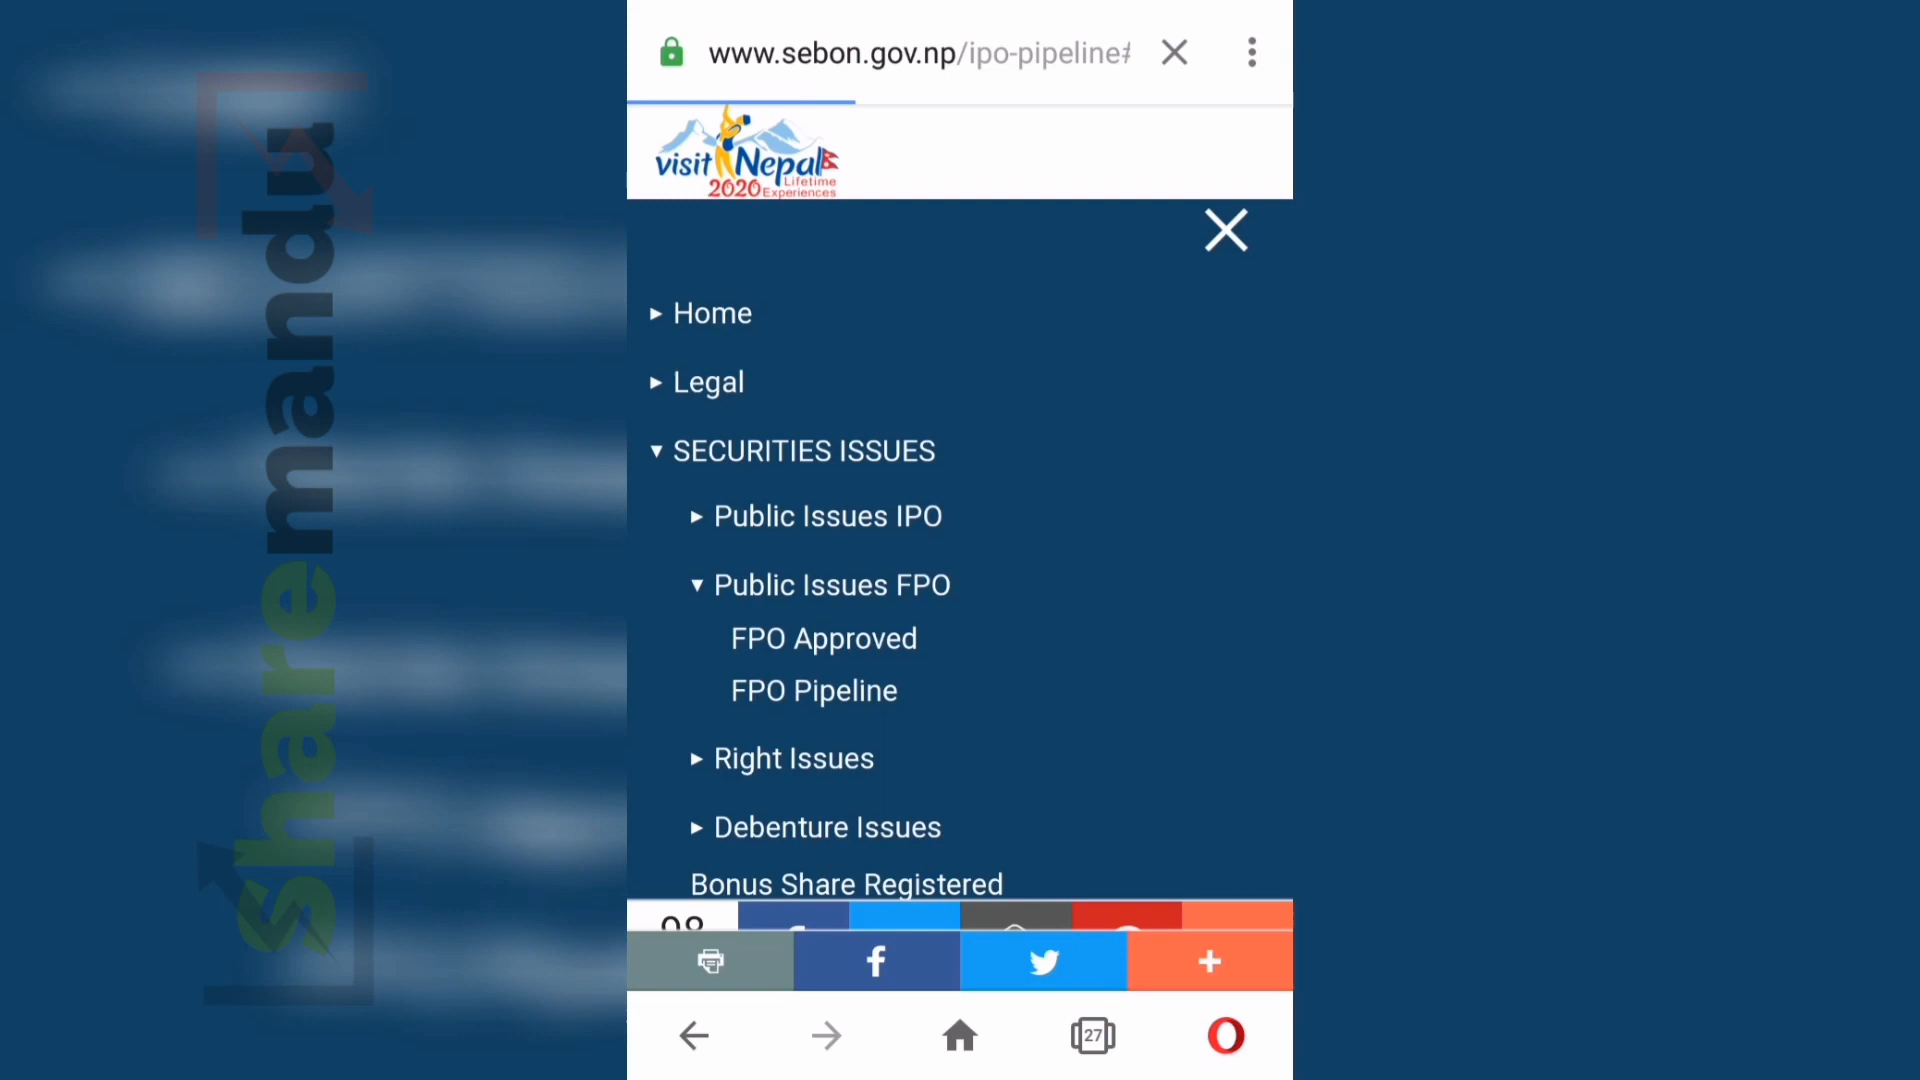 Sharemandu
www.sebon.gov.np/ipo-pipeline#
visit Nepal
2020 Lifetime
Experiences
Home
Legal
SECURITIES ISSUES
Public Issues IPO
Public Issues FPO
FPO Approved
FPO Pipeline
Right Issues
Debenture Issues
Bonus Share Registered
27